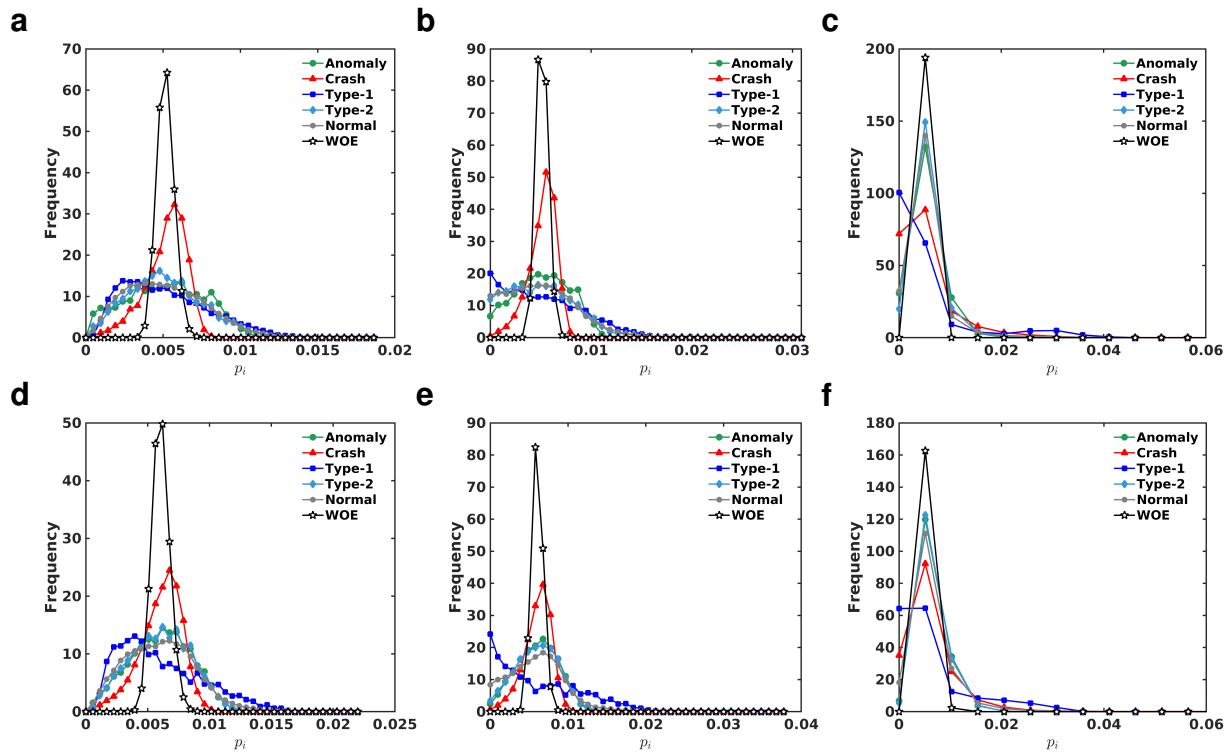 a
70
60
50
40
30
20
10
0
0
0.005
0.01
0.015
0.02
Frequency
p_i
Anomaly
Crash
Type-1
Type-2
Normal
WOE
b
90
80
70
60
50
40
30
20
10
0
0
0.01
0.02
0.03
Frequency
p_i
Anomaly
Crash
Type-1
Type-2
Normal
WOE
c
200
150
100
50
0
0
0.02
0.04
0.06
Frequency
p_i
Anomaly
Crash
Type-1
Type-2
Normal
WOE
d
50
40
30
20
10
0
0
0.005
0.01
0.015
0.02
0.025
Frequency
p_i
Anomaly
Crash
Type-1
Type-2
Normal
WOE
e
90
80
70
60
50
40
30
20
10
0
0
0.01
0.02
0.03
0.04
Frequency
p_i
Anomaly
Crash
Type-1
Type-2
Normal
WOE
f
180
160
140
120
100
80
60
40
20
0
0
0.02
0.04
0.06
Frequency
p_i
Anomaly
Crash
Type-1
Type-2
Normal
WOE